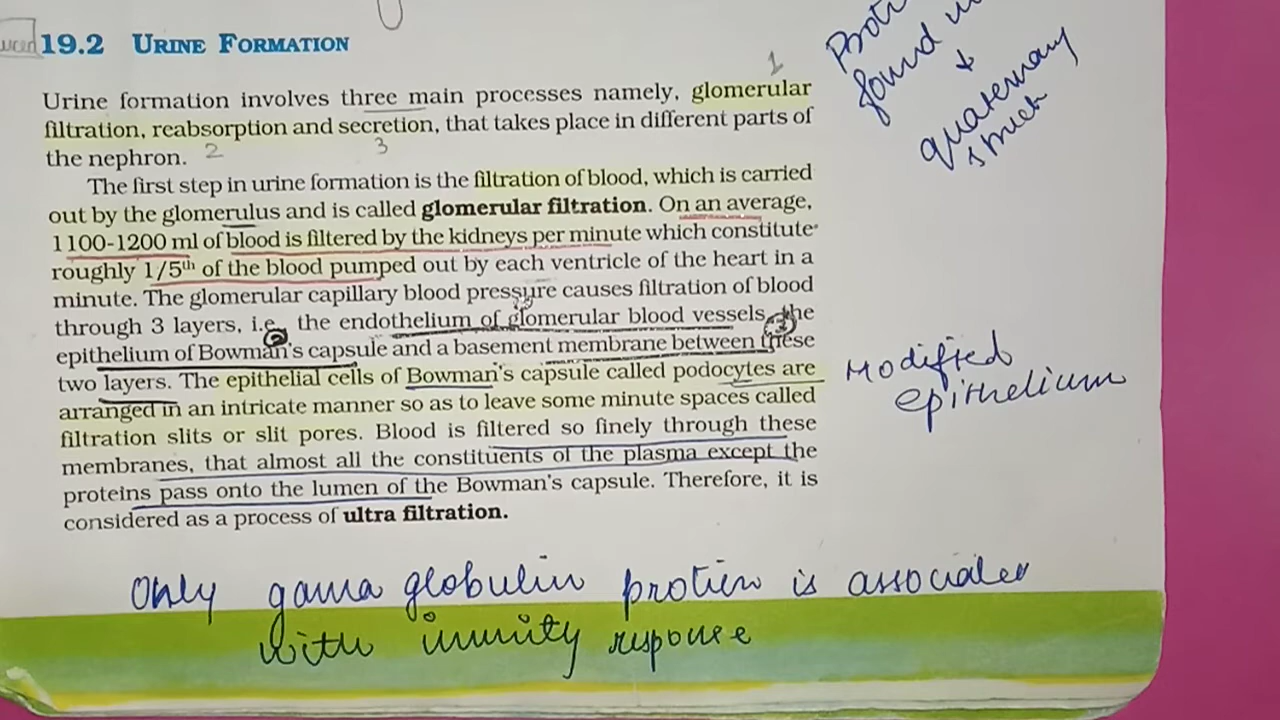 uced
19.2 URINE FORMATION
1
Urine formation involves three main processes namely, glomerular
filtration, reabsorption and secretion, that takes place in different parts of
the nephron.
2 3
The first step in urine formation is the filtration of blood, which is carried
out by the glomerulus and is called glomerular filtration. On an average,
1100-1200 ml of blood is filtered by the kidneys per minute which constitute
roughly 1/5th of the blood pumped out by each ventricle of the heart in a
minute. The glomerular capillary blood pressure causes filtration of blood
through 3 layers, i.e., the endothelium of glomerular blood vessels, the
epithelium of Bowman's capsule and a basement membrane between these
two layers. The epithelial cells of Bowman's capsule called podocytes are
arranged in an intricate manner so as to leave some minute spaces called
filtration slits or slit pores. Blood is filtered so finely through these
membranes, that almost all the constituents of the plasma except the
proteins pass onto the lumen of the Bowman's capsule. Therefore, it is
considered as a process of ultra filtration.
found
quaternary
struct
Modified
epithelium
Only gama globulin protien is associated
with immity response